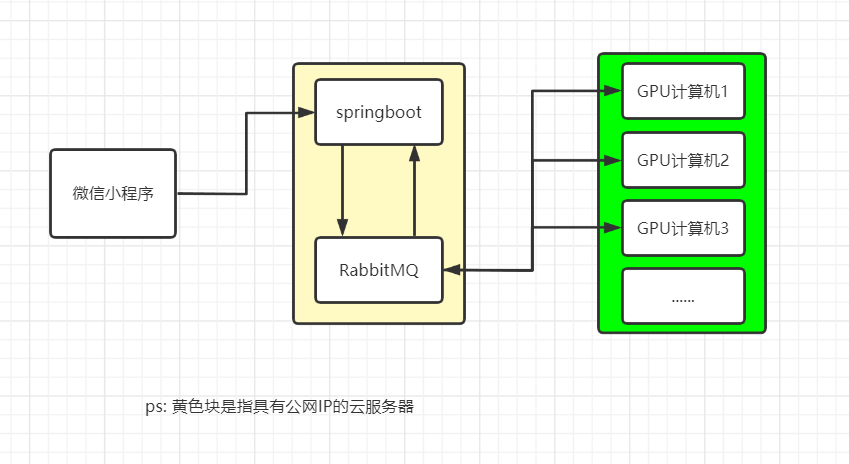 微信小程序
springboot
RabbitMQ
GPU计算机1
GPU计算机2
GPU计算机3
......
ps: 黄色块是指具有公网IP的云服务器